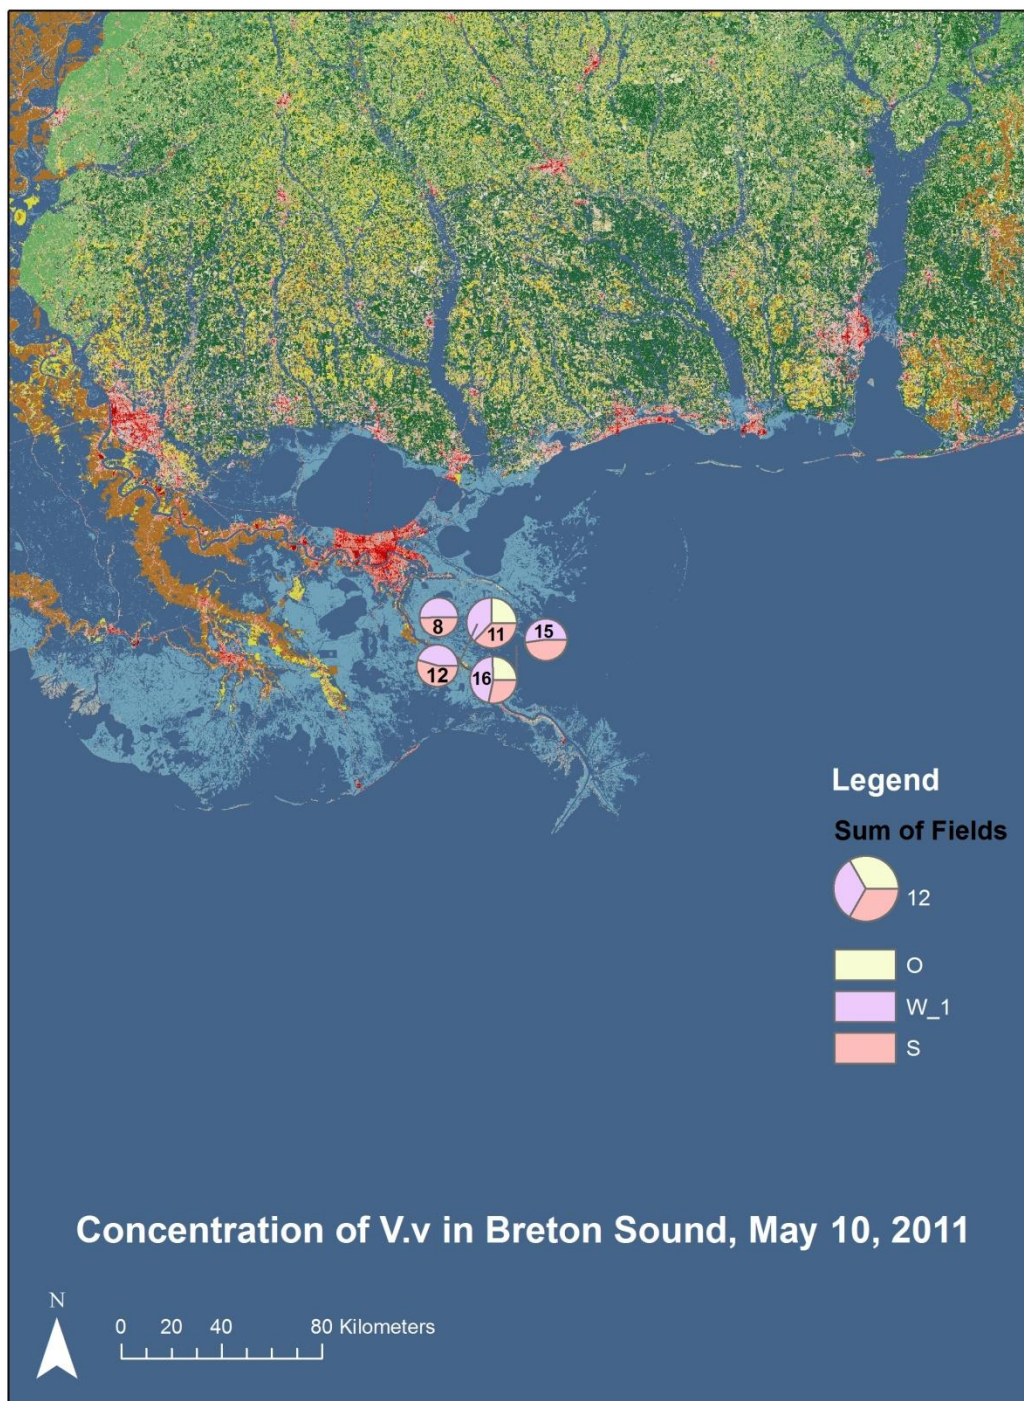 8
11
15
12
16
Legend
Sum of Fields
12
O
W_1
S
Concentration of V.v in Breton Sound, May 10, 2011
N
0 20 40 80 Kilometers